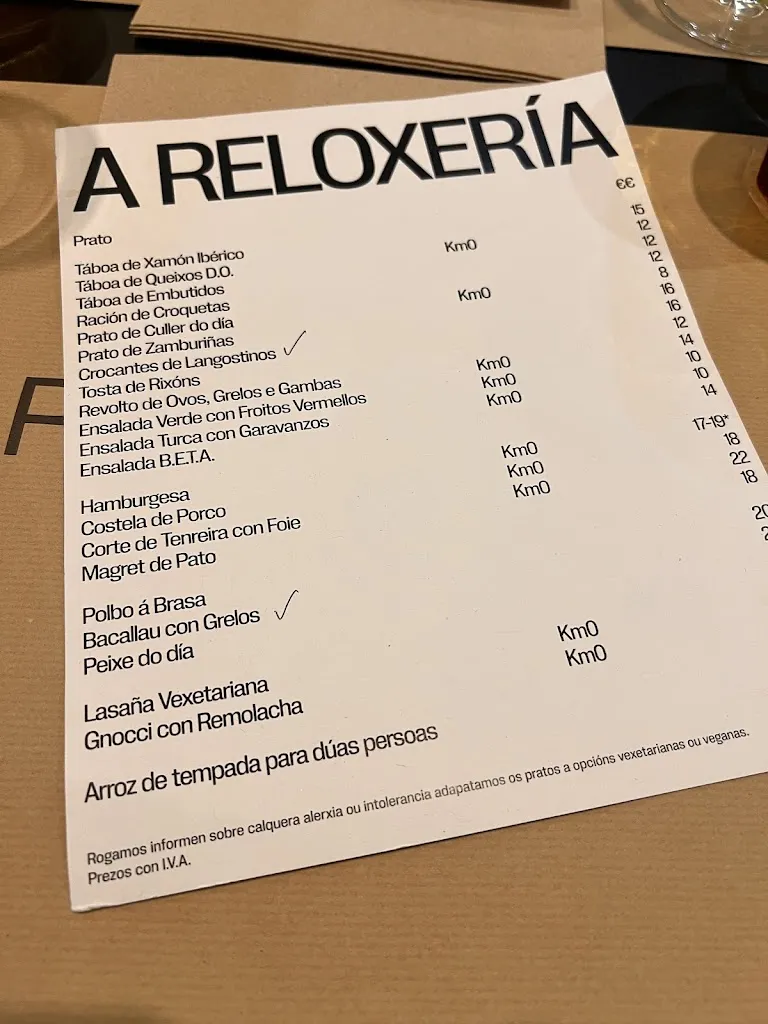 A RELOXERÍA
Prato €€
Táboa de Xamón Ibérico 15
Táboa de Queixos D.O. Km0 12
Táboa de Embutidos 12
Ración de Croquetas 12
Prato de Culler do día Km0 8
Prato de Zamburiñas 16
Crocantes de Langostinos 16
Tosta de Rixóns 12
Revolto de Ovos, Grelos e Gambas Km0 14
Ensalada Verde con Froitos Vermellos Km0 10
Ensalada Turca con Garavanzos Km0 10
Ensalada B.E.T.A. 14
Hamburgesa Km0 17-19*
Costela de Porco Km0 18
Corte de Tenreira con Foie Km0 22
Magret de Pato 18
Polbo á Brasa
Bacallau con Grelos
Peixe do día
Lasaña Vexetariana Km0
Gnocci con Remolacha Km0
Arroz de tempada para dúas persoas
Rogamos informen sobre calquera alerxia ou intolerancia adapatamos os pratos a opcións vexetarianas ou veganas.
Prezos con I.V.A.